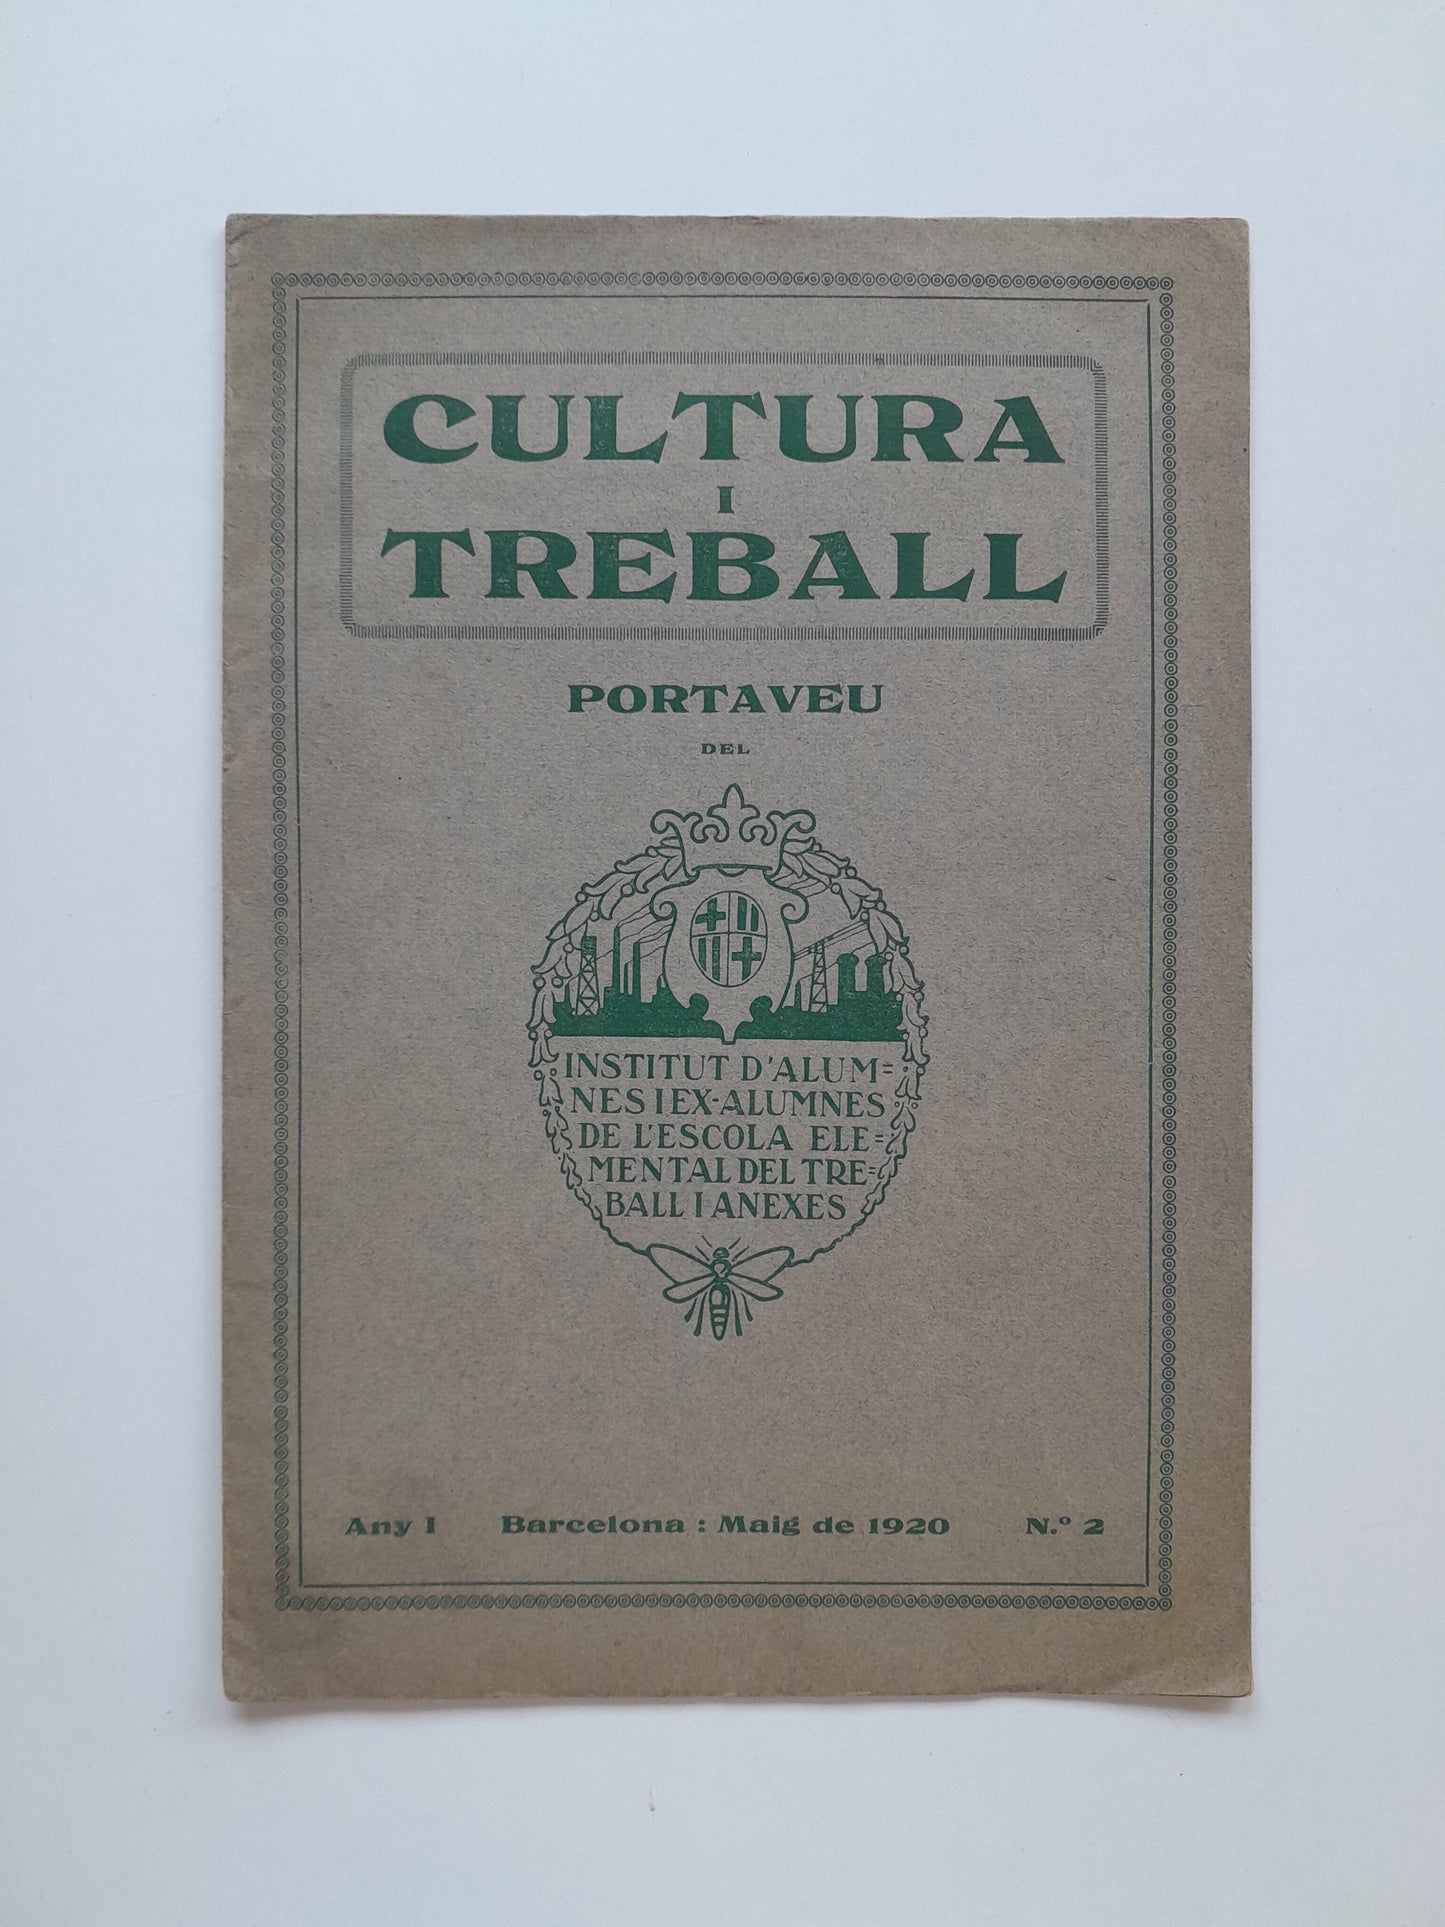 CULTURA
I
TREBALL
PORTAVEU
DEL
INSTITUT D'ALUM=
NES I EX-ALUMNES
DE L'ESCOLA ELE=
MENTAL DEL TRE=
BALL I ANEXES
Any I Barcelona : Maig de 1920 N.º 2